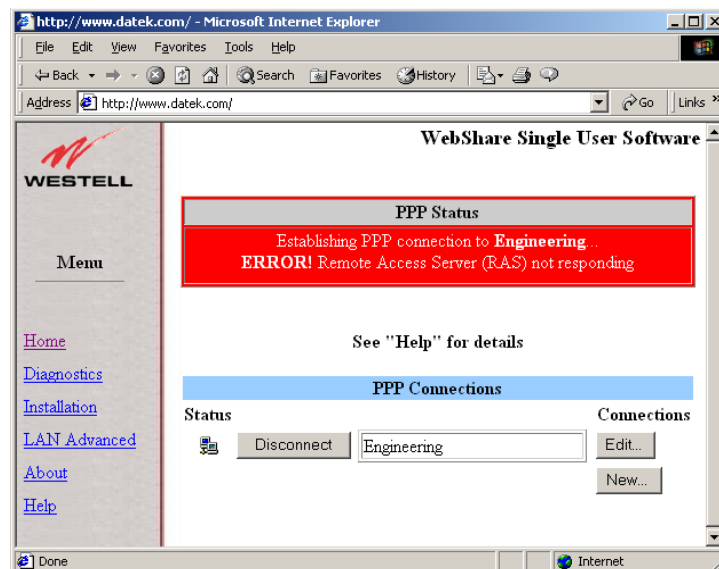 http://www.datek.com/ - Microsoft Internet Explorer
File Edit View Favorites Tools Help
Back Search Favorites History
Address http://www.datek.com/ Go Links »
WESTELL
Menu
Home
Diagnostics
Installation
LAN Advanced
About
Help
WebShare Single User Software
PPP Status
Establishing PPP connection to Engineering...
ERROR! Remote Access Server (RAS) not responding
See "Help" for details
PPP Connections
Status Connections
Disconnect Engineering Edit...
New...
Done Internet